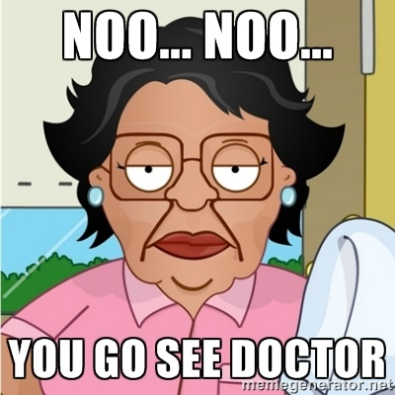 NOO... NOO...
YOU GO SEE DOCTOR
memegenerator.net